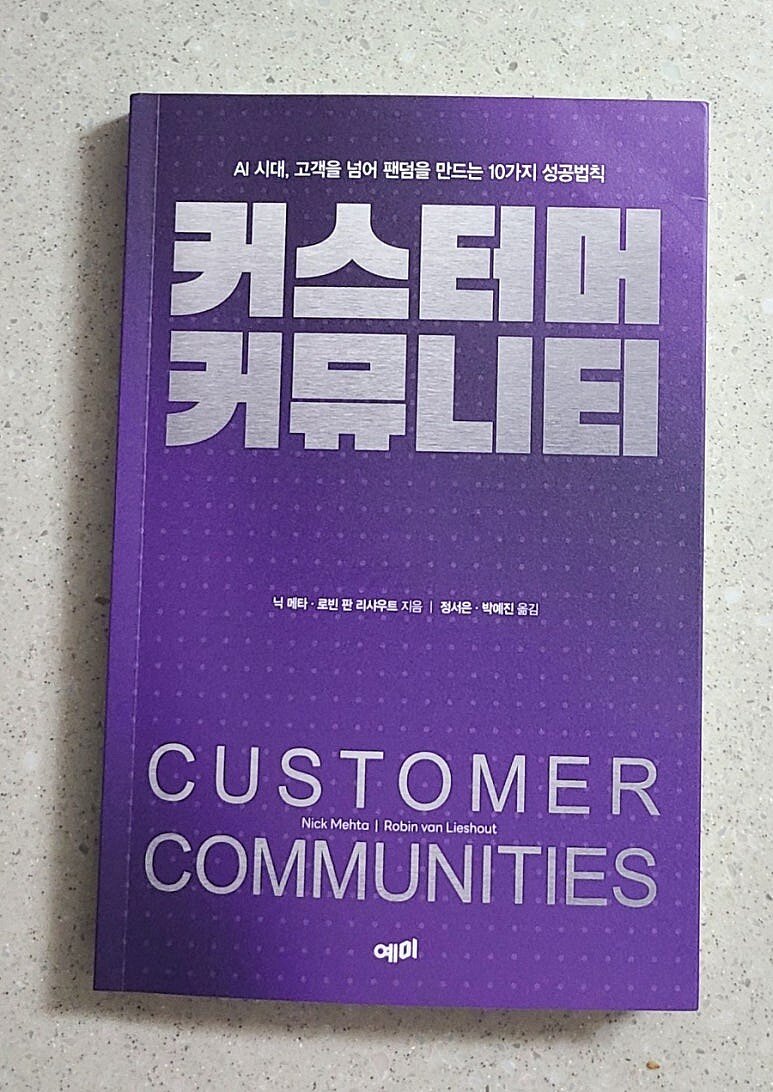 AI 시대, 고객을 넘어 팬덤을 만드는 10가지 성공법칙
커스터머
커뮤니티
닉 메타 · 로빈 판 리샤우트 지음 | 정서은 · 박예진 옮김
CUSTOMER
Nick Mehta | Robin van Lieshout
COMMUNITIES
예미